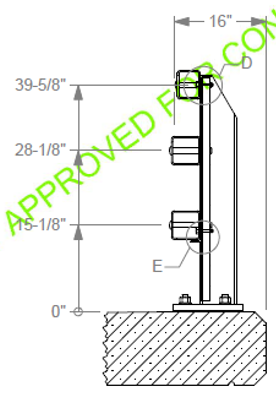 16"
D
39-5/8"
28-1/8"
APPROVED FOR CON
15-1/8"
E
0"